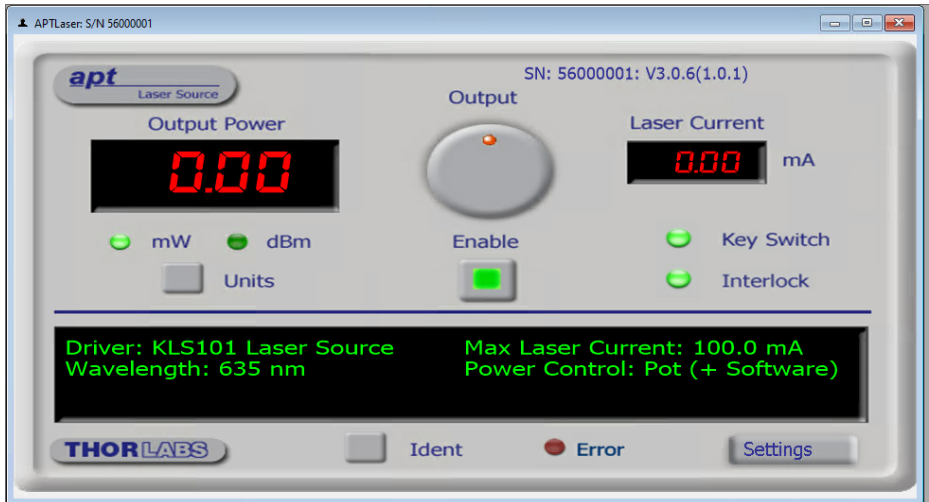 APTLaser: S/N 56000001
apt
Laser Source
SN: 56000001: V3.0.6(1.0.1)
Output Power
Output
Laser Current
0.00
0.00 mA
mW dBm
Enable
Key Switch
Units
Interlock
Driver: KLS101 Laser Source
Wavelength: 635 nm
Max Laser Current: 100.0 mA
Power Control: Pot (+ Software)
THORLABS
Ident
Error
Settings